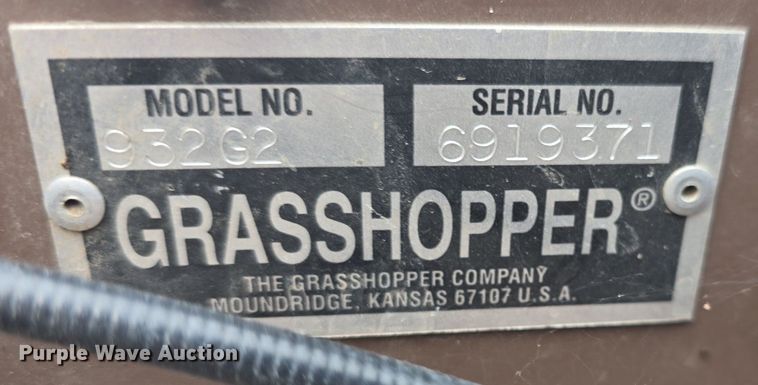 MODEL NO.
SERIAL NO.
932G2
6919371
GRASSHOPPER®
THE GRASSHOPPER COMPANY
MOUNDRIDGE, KANSAS 67107 U.S.A.
Purple Wave Auction